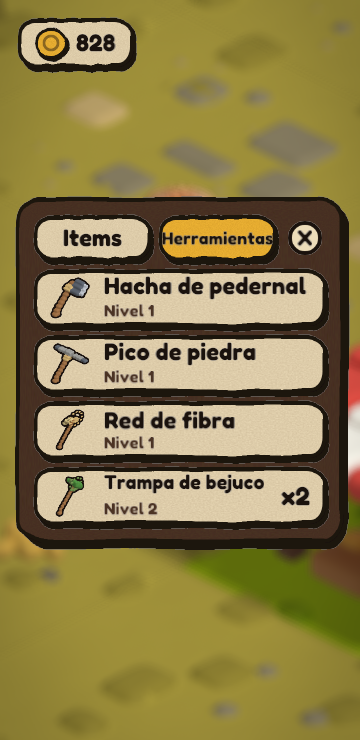 828
Items
Herramientas
X
Hacha de pedernal
Nivel 1
Pico de piedra
Nivel 1
Red de fibra
Nivel 1
Trampa de bejuco
Nivel 2
x2